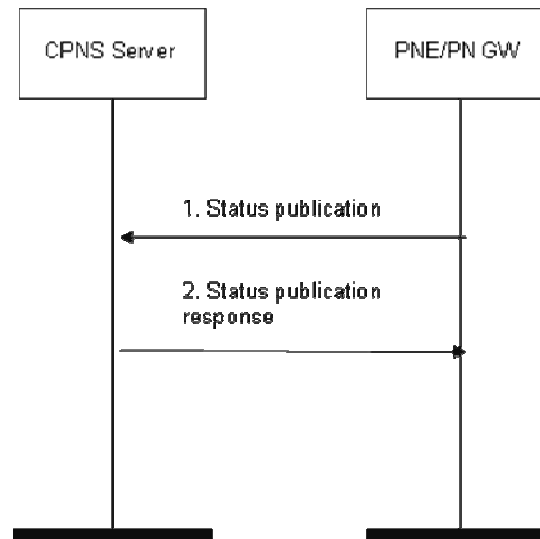 CPNS Server
PNE/PN GW
1. Status publication
2. Status publication
response